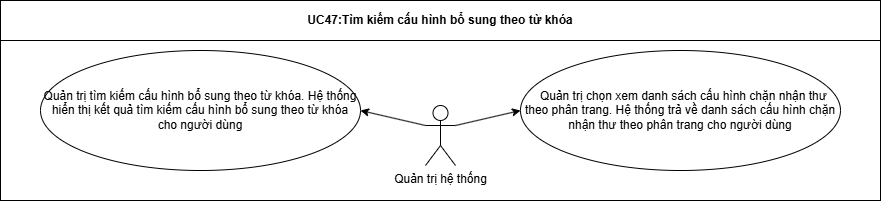 UC47:Tìm kiếm cấu hình bổ sung theo từ khóa
Quản trị tìm kiếm cấu hình bổ sung theo từ khóa. Hệ thống
hiển thị kết quả tìm kiếm cấu hình bổ sung theo từ khóa
cho người dùng
Quản trị chọn xem danh sách cấu hình chặn nhận thư
theo phân trang. Hệ thống trả về danh sách cấu hình chặn
nhận thư theo phân trang cho người dùng
Quản trị hệ thống